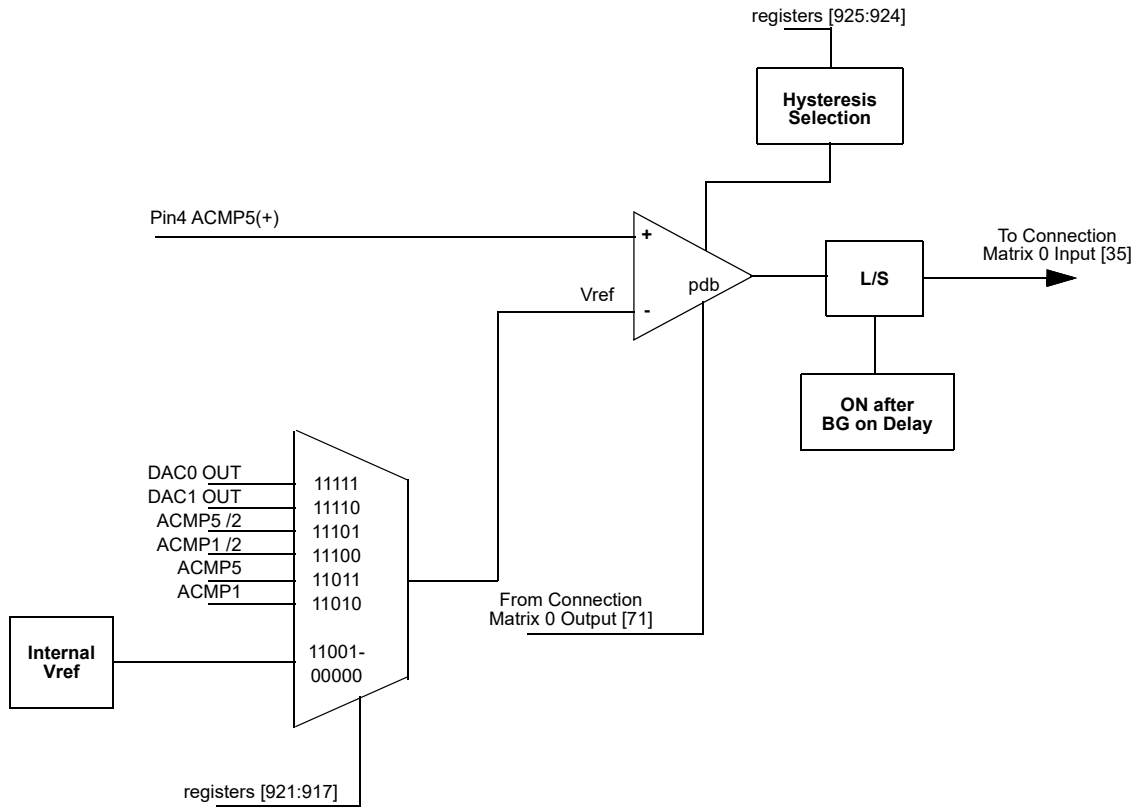 registers [925:924]
Hysteresis
Selection
Pin4 ACMP5(+)
+
To Connection
Matrix 0 Input [35]
L/S
pdb
Vref
-
ON after
BG on Delay
DAC0 OUT
11111
DAC1 OUT
11110
ACMP5 /2
11101
ACMP1 /2
11100
ACMP5
11011
ACMP1
11010
From Connection
Matrix 0 Output [71]
Internal
Vref
11001-
00000
registers [921:917]